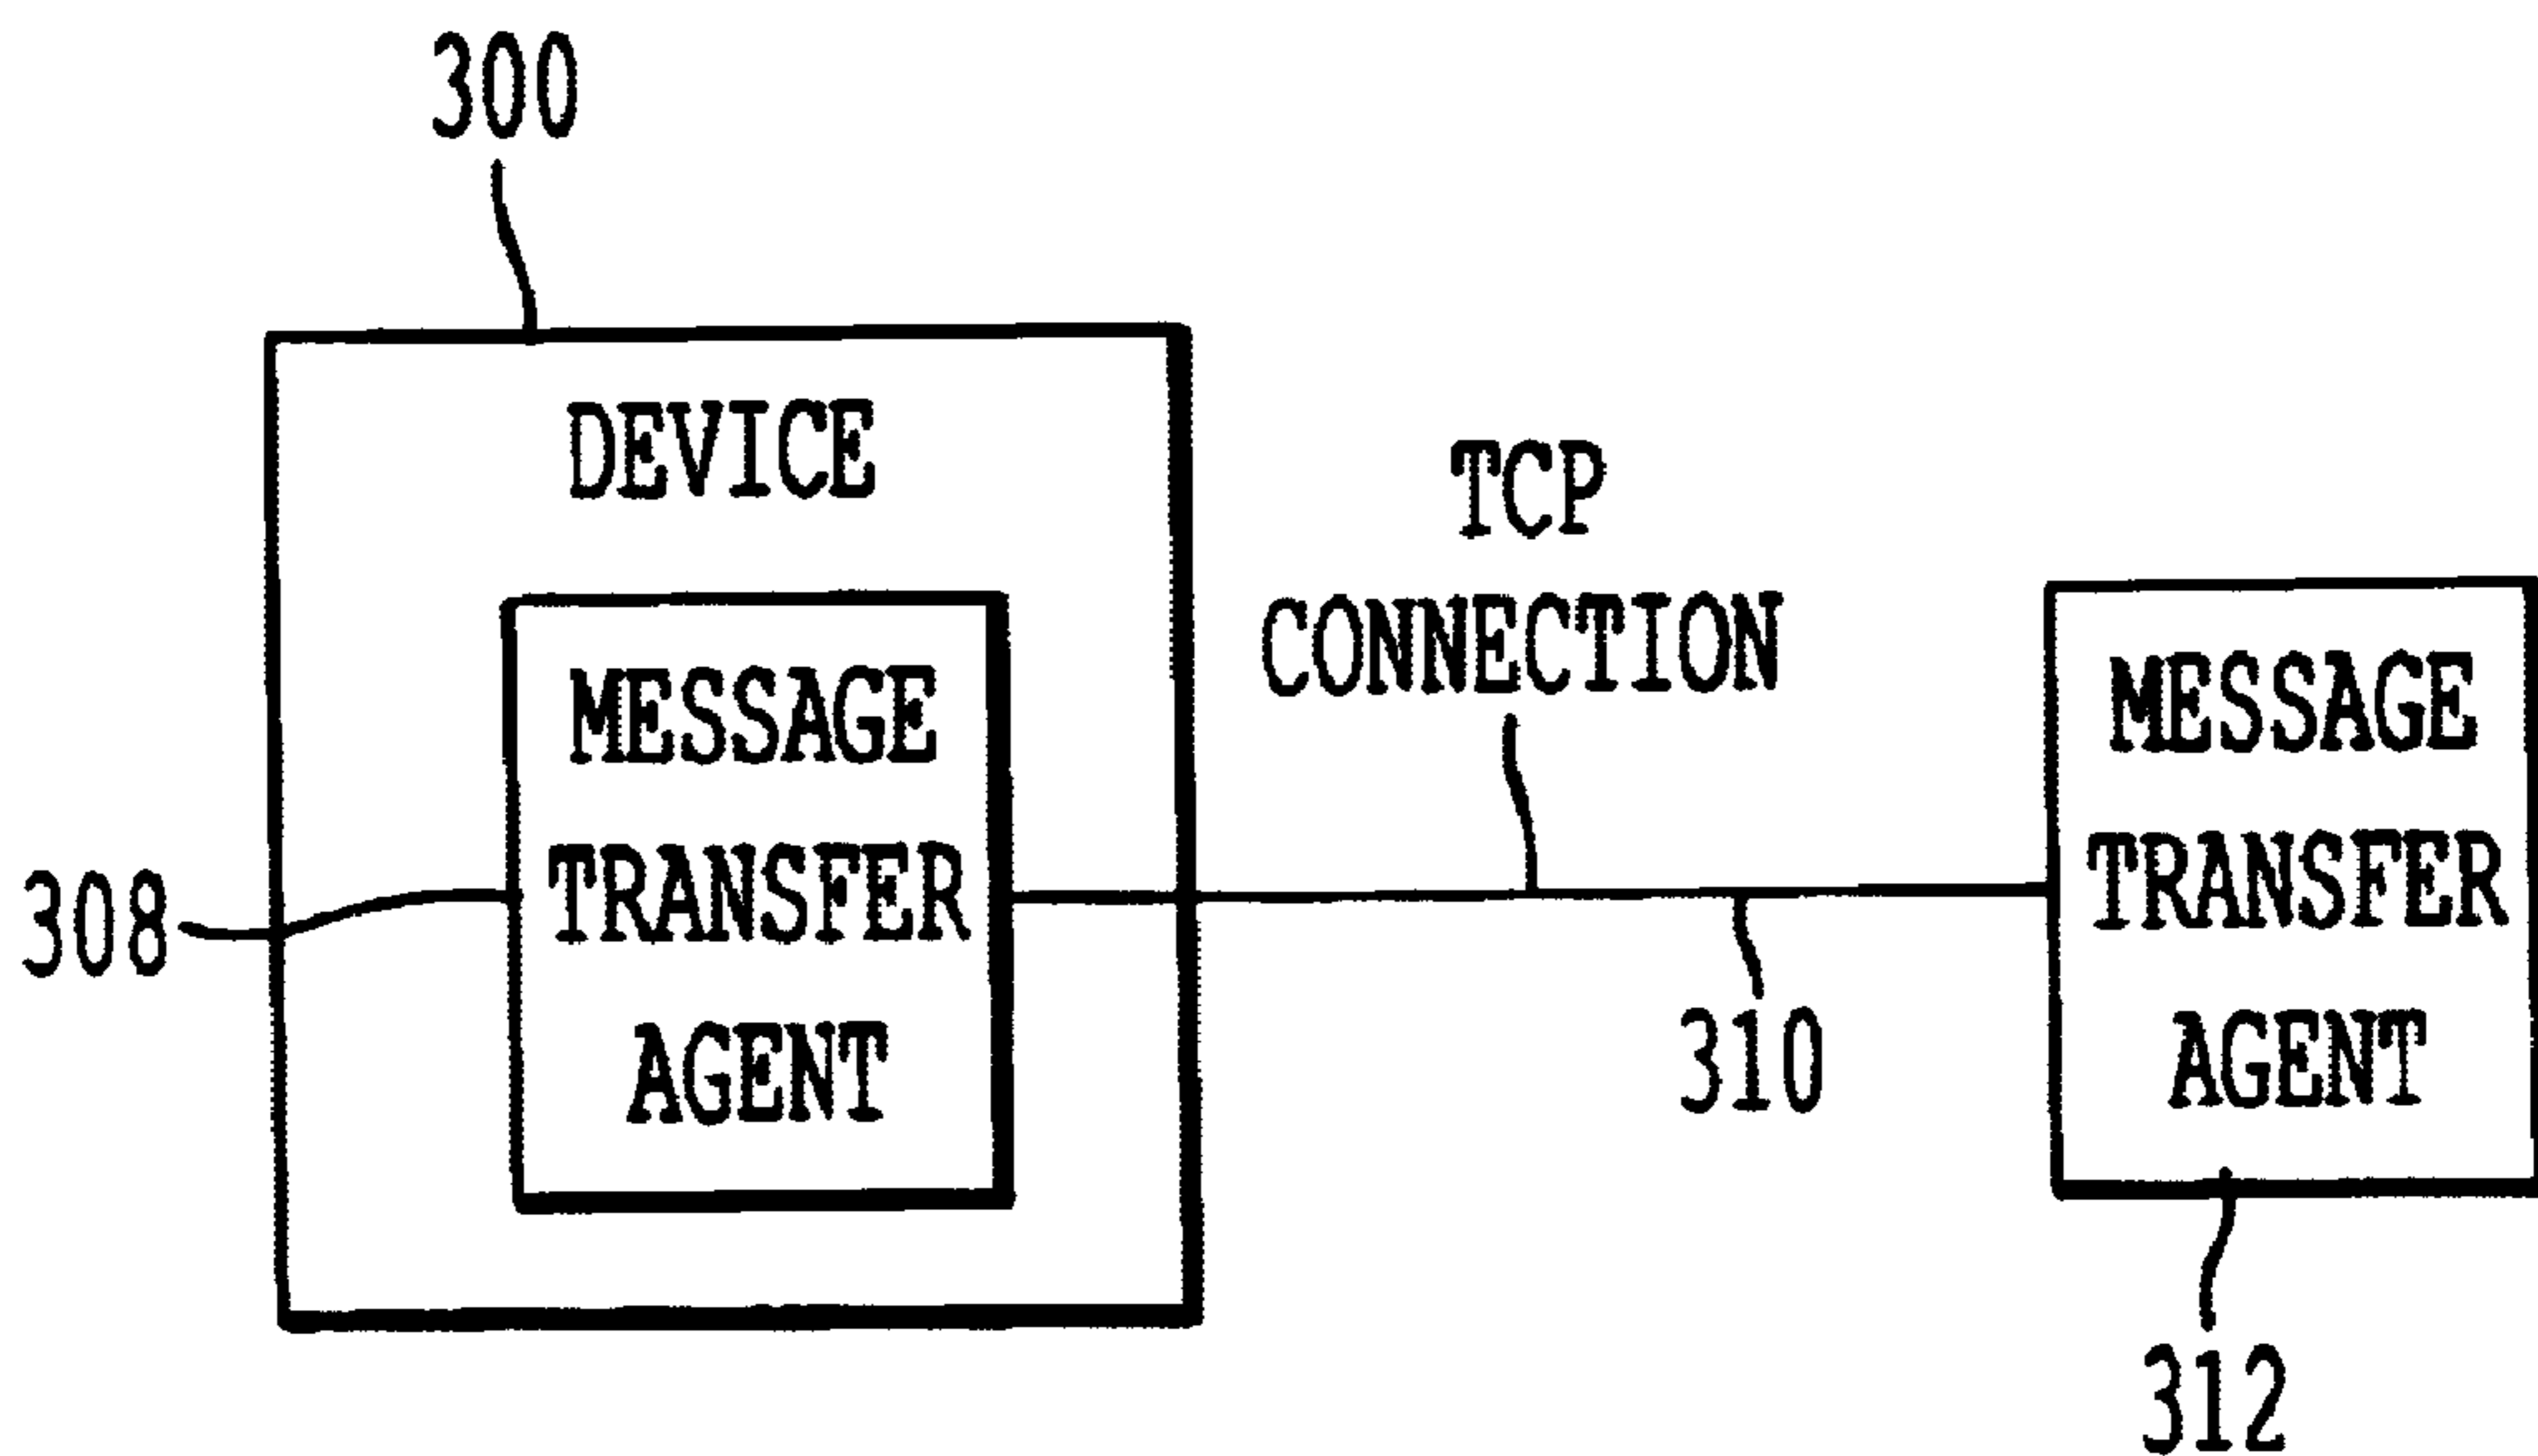 300
DEVICE
MESSAGE
TRANSFER
AGENT
308
TCP
CONNECTION
310
MESSAGE
TRANSFER
AGENT
312